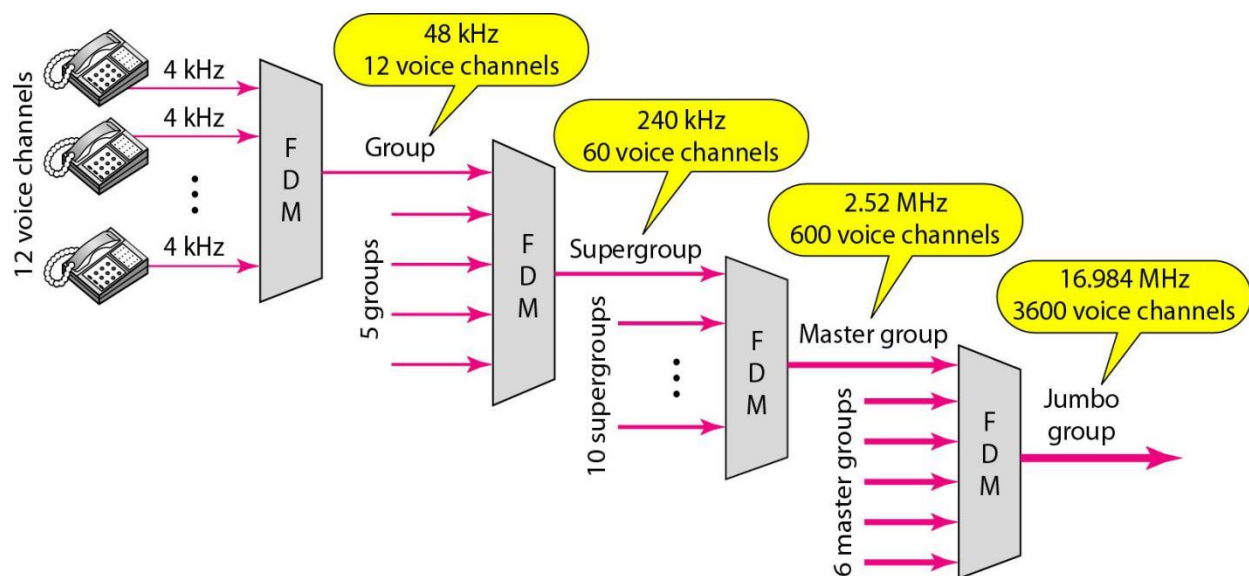 12 voice channels
4 kHz
4 kHz
4 kHz
F
D
M
48 kHz
12 voice channels
Group
5 groups
F
D
M
240 kHz
60 voice channels
Supergroup
10 supergroups
F
D
M
2.52 MHz
600 voice channels
Master group
6 master groups
F
D
M
16.984 MHz
3600 voice channels
Jumbo
group